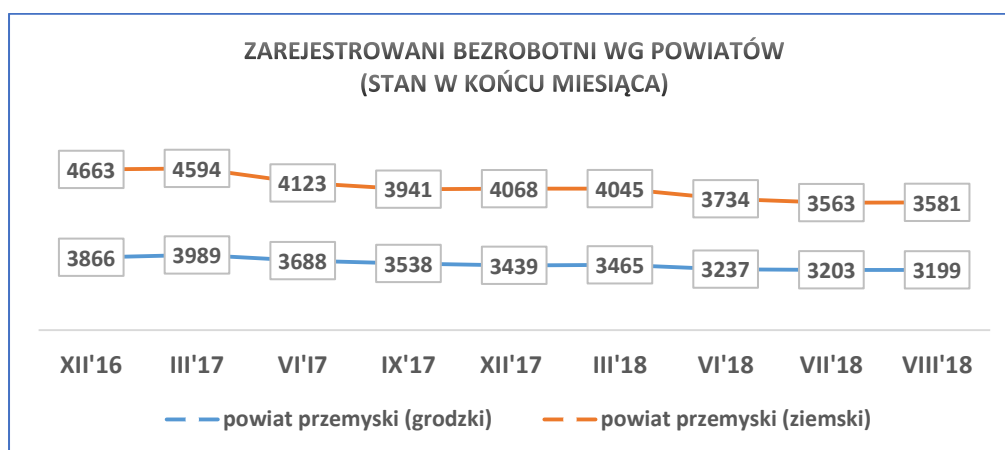 ZAREJESTROWANI BEZROBOTNI WG POWIATÓW
(STAN W KOŃCU MIESIĄCA)
4663 4594 4123 3941 4068 4045 3734 3563 3581
3866 3989 3688 3538 3439 3465 3237 3203 3199
XII'16 III'17 VI'I7 IX'17 XII'17 III'18 VI'18 VII'18 VIII'18
powiat przemyski (grodzki) powiat przemyski (ziemski)